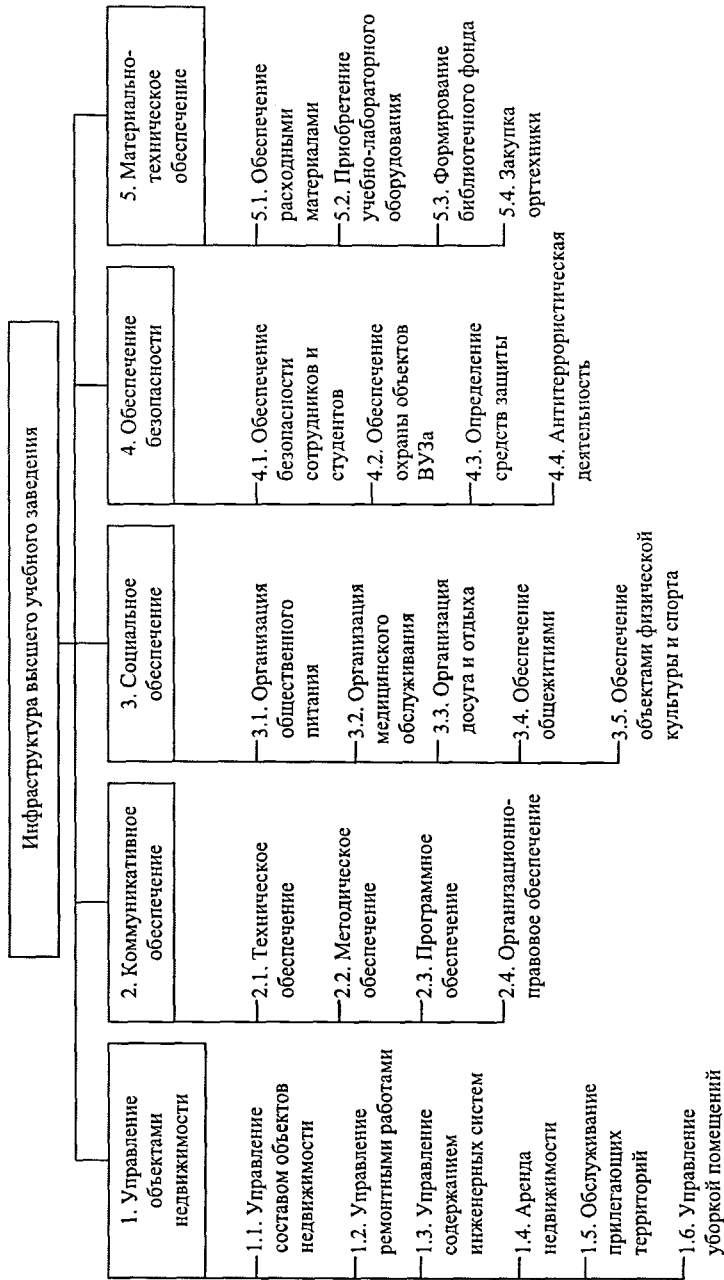 Инфраструктура высшего учебного заведения
1. Управление
объектами
недвижимости
1.1. Управление
составом объектов
недвижимости
1.2. Управление
ремонтными работами
1.3. Управление
содержанием
инженерных систем
1.4. Аренда
недвижимости
1.5. Обслуживание
прилегающих
территорий
1.6. Управление
уборкой помещений
2. Коммуникативное
обеспечение
2.1. Техническое
обеспечение
2.2. Методическое
обеспечение
2.3. Программное
обеспечение
2.4. Организационно-
правовое обеспечение
3. Социальное
обеспечение
3.1. Организация
общественного
питания
3.2. Организация
медицинского
обслуживания
3.3. Организация
досуга и отдыха
3.4. Обеспечение
общежитиями
3.5. Обеспечение
объектами физической
культуры и спорта
4. Обеспечение
безопасности
4.1. Обеспечение
безопасности
сотрудников и
студентов
4.2. Обеспечение
охраны объектов
ВУЗа
4.3. Определение
средств защиты
4.4. Антитеррористическая
деятельность
5. Материально-
техническое
обеспечение
5.1. Обеспечение
расходными
материалами
5.2. Приобретение
учебно-лабораторного
оборудования
5.3. Формирование
библиотечного фонда
5.4. Закупка
оргтехники